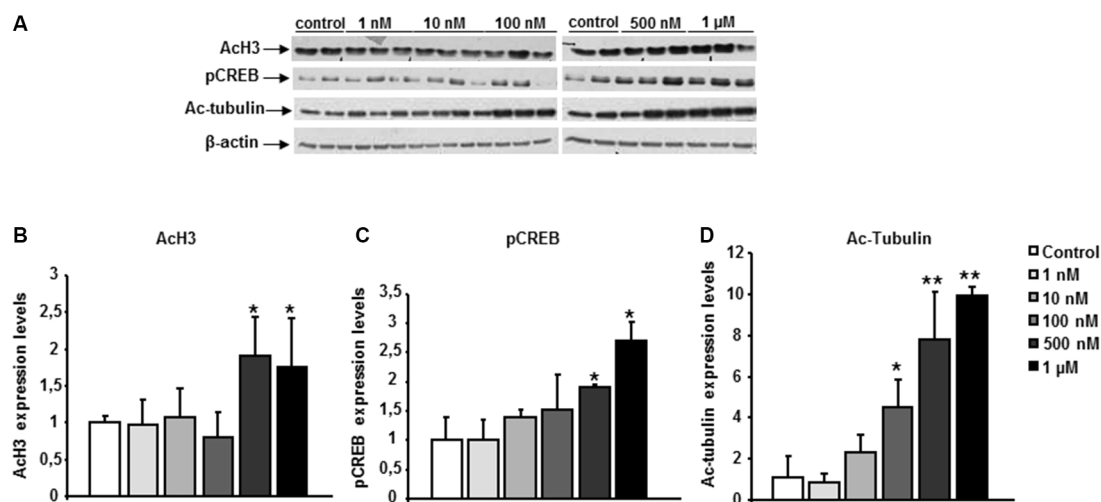 A
control 1 nM 10 nM 100 nM control 500 nM 1 µM
AcH3
pCREB
Ac-tubulin
β-actin
B
AcH3
AcH3 expression levels
3
2,5
2
1,5
1
0,5
0
* *
C
pCREB
pCREB expression levels
3,5
3
2,5
2
1,5
1
0,5
0
* *
D
Ac-Tubulin
Ac-tubulin expression levels
12
10
8
6
4
2
0
* ** **
Control
1 nM
10 nM
100 nM
500 nM
1 µM